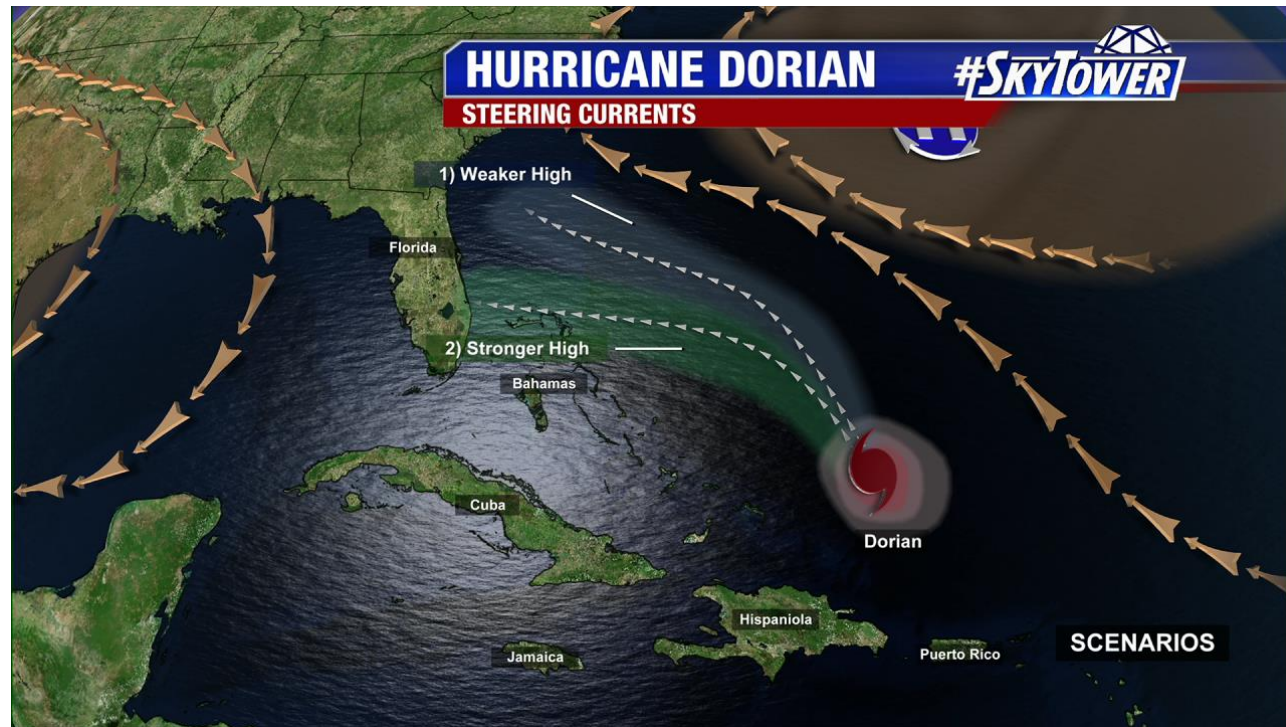 HURRICANE DORIAN
#SKYTOWER
STEERING CURRENTS
1) Weaker High
Florida
2) Stronger High
Bahamas
Cuba
Dorian
Hispaniola
Jamaica
Puerto Rico
SCENARIOS